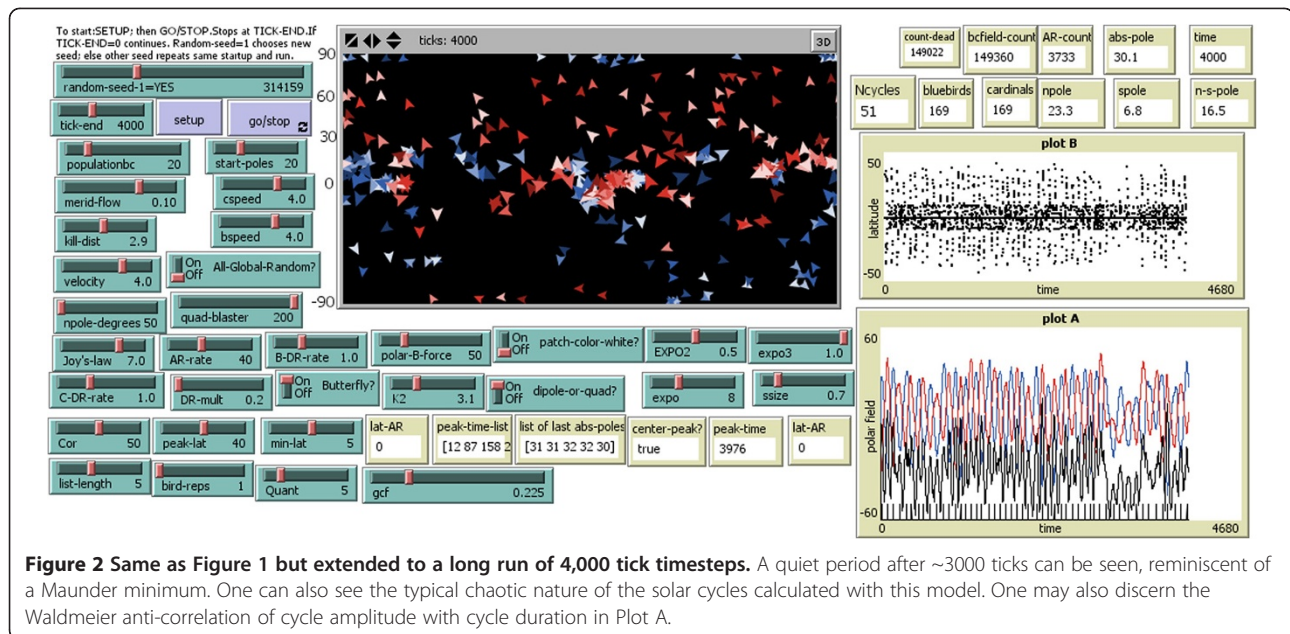 To start:SETUP; then GO/STOP.Stops at TICK-END.If
TICK-END=0 continues. Random-seed=1 chooses new
seed; else other seed repeats same startup and run.
random-seed-1=YES 314159
tick-end 4000
setup
go/stop
populationbc 20
start-poles 20
merid-flow 0.10
cspeed 4.0
kill-dist 2.9
bspeed 4.0
velocity 4.0
On
Off
All-Global-Random?
npole-degrees 50
quad-blaster 200
90
60
30
0
-90
ticks: 4000
3D
count-dead
149022
bcfield-count
149360
AR-count
3733
abs-pole
30.1
time
4000
Ncycles
51
bluebirds
169
cardinals
169
npole
23.3
spole
6.8
n-s-pole
16.5
plot B
50
latitude
-50
0
time
4680
Joy's-law 7.0
AR-rate 40
B-DR-rate 1.0
polar-B-force 50
On
Off
patch-color-white?
EXPO2 0.5
expo3 1.0
C-DR-rate 1.0
DR-mult 0.2
On
Off
Butterfly?
K2 3.1
On
Off
dipole-or-quad?
expo 8
ssize 0.7
Cor 50
peak-lat 40
min-lat 5
lat-AR
0
peak-time-list
[12 87 158 2
list of last abs-poles
[31 31 32 32 30]
center-peak?
true
peak-time
3976
lat-AR
0
list-length 5
bird-reps 1
Quant 5
gcf 0.225
plot A
60
polar field
-60
0
time
4680
Figure 2 Same as Figure 1 but extended to a long run of 4,000 tick timesteps. A quiet period after ~3000 ticks can be seen, reminiscent of
a Maunder minimum. One can also see the typical chaotic nature of the solar cycles calculated with this model. One may also discern the
Waldmeier anti-correlation of cycle amplitude with cycle duration in Plot A.